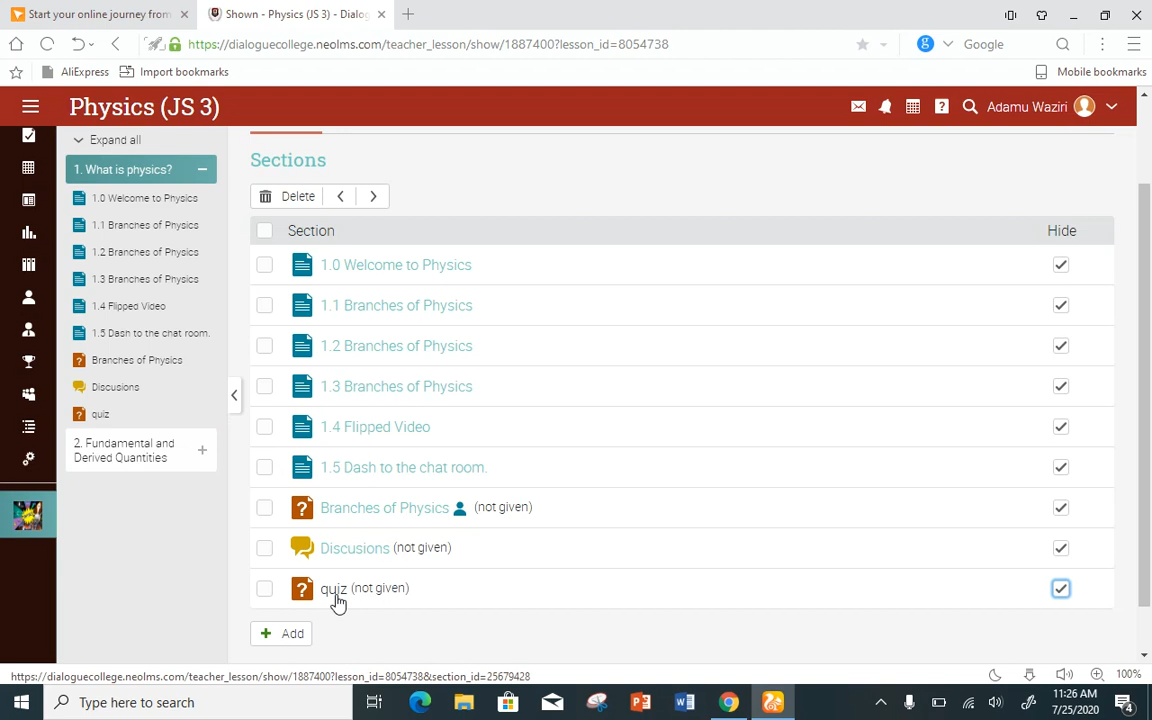 Start your online journey from
Shown - Physics (JS 3) - Dialog
https://dialoguecollege.neolms.com/teacher_lesson/show/1887400?lesson_id=8054738
g
Google
AliExpress
Import bookmarks
Mobile bookmarks
Physics (JS 3)
Adamu Waziri
Expand all
1. What is physics?
1.0 Welcome to Physics
1.1 Branches of Physics
1.2 Branches of Physics
1.3 Branches of Physics
1.4 Flipped Video
1.5 Dash to the chat room.
Branches of Physics
Discusions
quiz
2. Fundamental and
Derived Quantities
Sections
Delete
Section Hide
1.0 Welcome to Physics
1.1 Branches of Physics
1.2 Branches of Physics
1.3 Branches of Physics
1.4 Flipped Video
1.5 Dash to the chat room.
Branches of Physics (not given)
Discusions (not given)
quiz (not given)
+ Add
https://dialoguecollege.neolms.com/teacher_lesson/show/1887400?lesson_id=8054738&section_id=25679428
100%
Type here to search
11:26 AM
7/25/2020
4